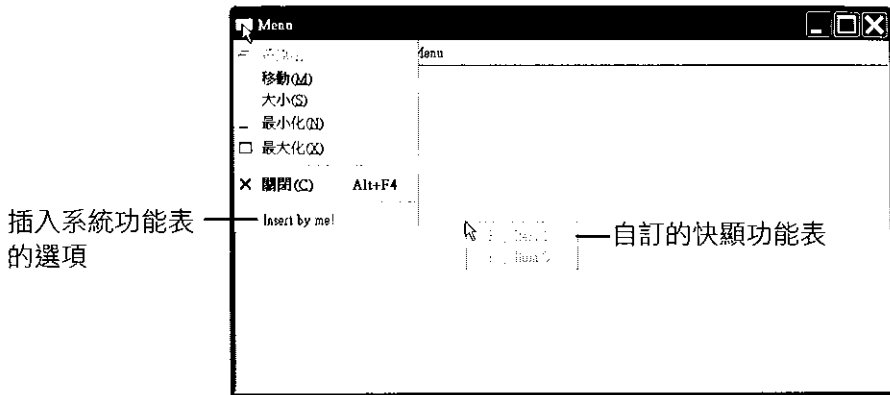 Menu
Menu
移動(M)
大小(S)
最小化(N)
最大化(X)
關閉(C) Alt+F4
Insert by me!
插入系統功能表
的選項
自訂的快顯功能表